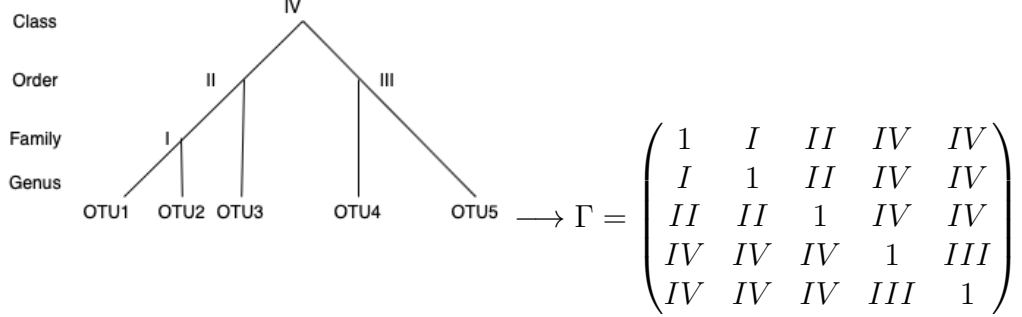 IV
Class
Order II III
Family I
Genus
OTU1 OTU2 OTU3 OTU4 OTU5 ⟶ Γ =
1 I II IV IV
I 1 II IV IV
II II 1 IV IV
IV IV IV 1 III
IV IV IV III 1